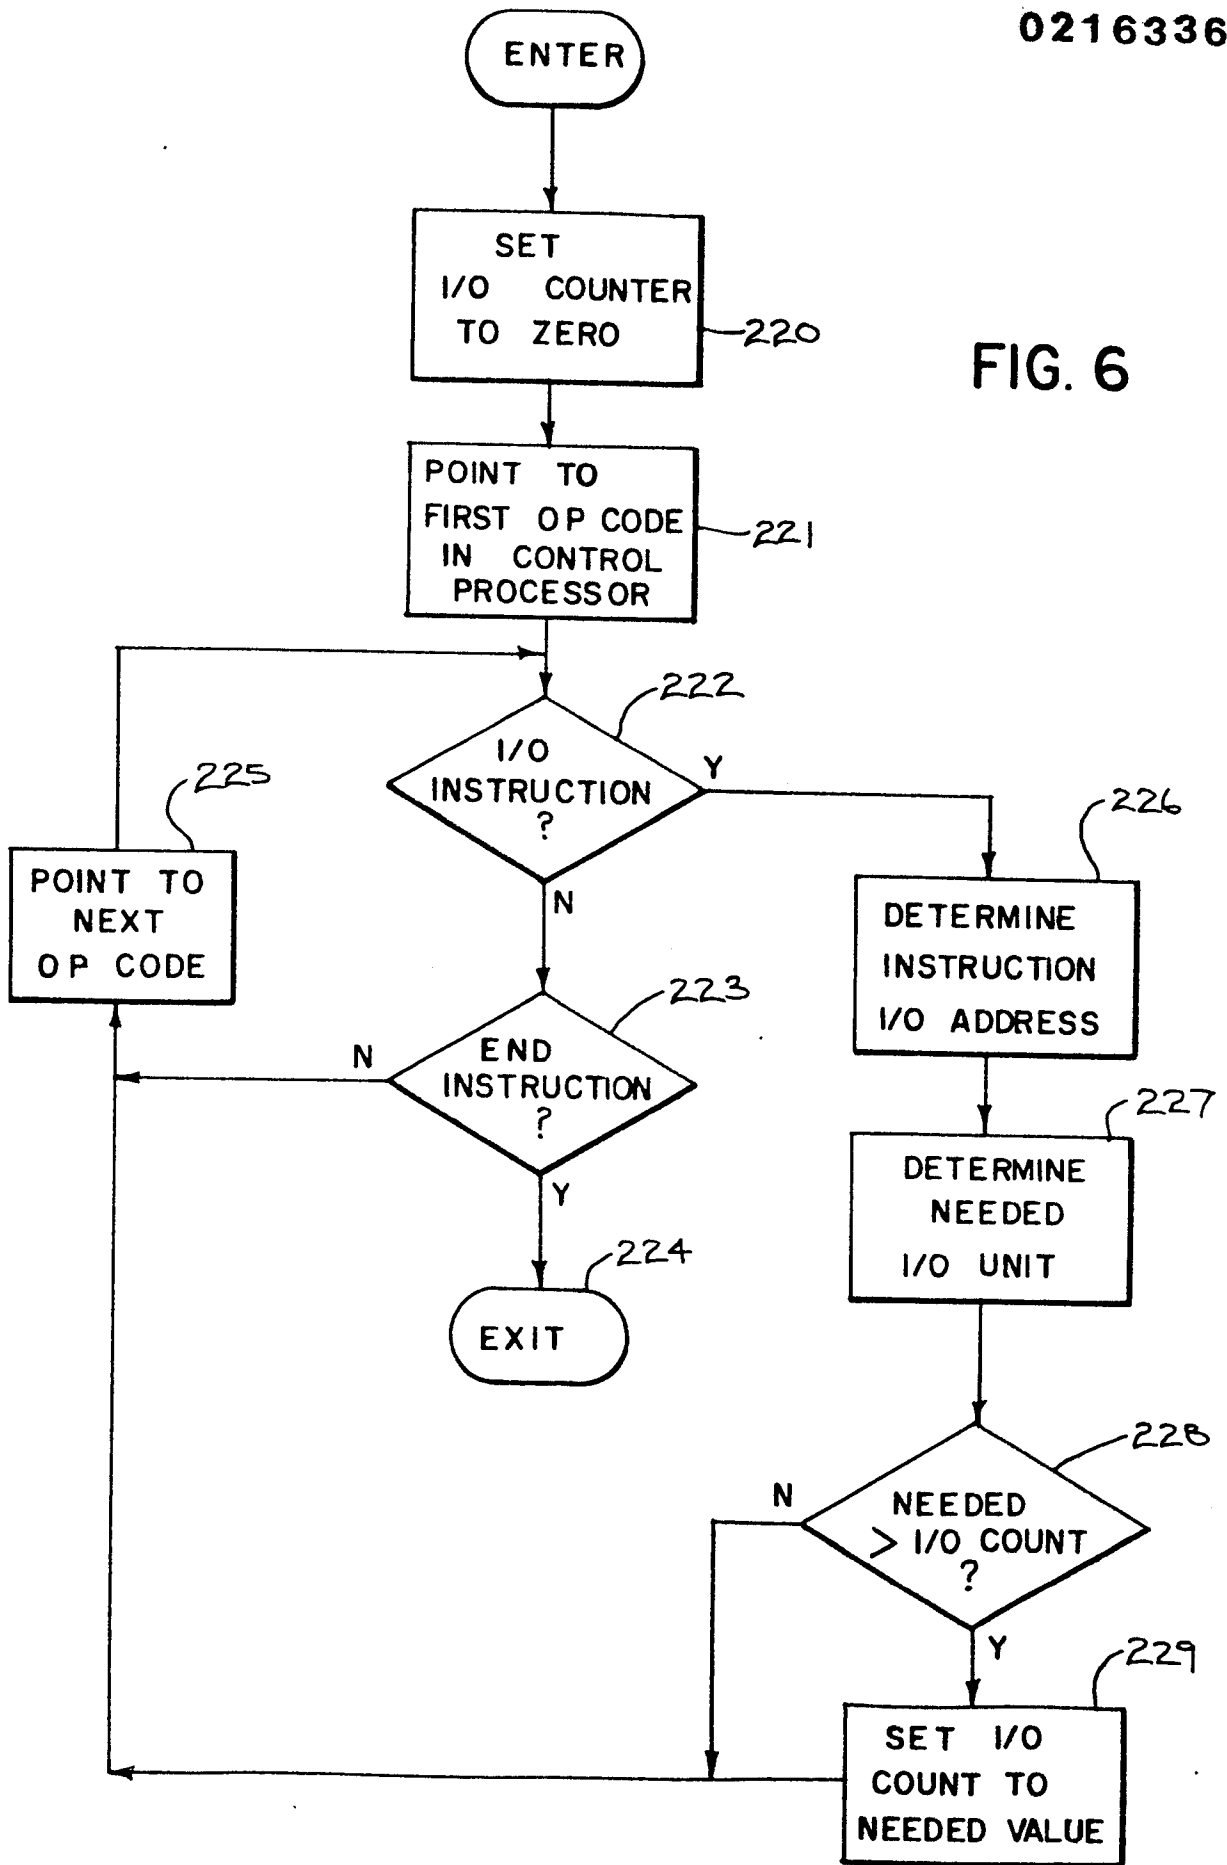 0216336
ENTER
SET
I/O COUNTER
TO ZERO
220
FIG. 6
POINT TO
FIRST OP CODE
IN CONTROL
PROCESSOR
221
222
I/O
INSTRUCTION
?
Y
N
225
POINT TO
NEXT
OP CODE
226
DETERMINE
INSTRUCTION
I/O ADDRESS
223
END
INSTRUCTION
?
N
Y
227
DETERMINE
NEEDED
I/O UNIT
224
EXIT
228
NEEDED
> I/O COUNT
?
N
Y
229
SET I/O
COUNT TO
NEEDED VALUE